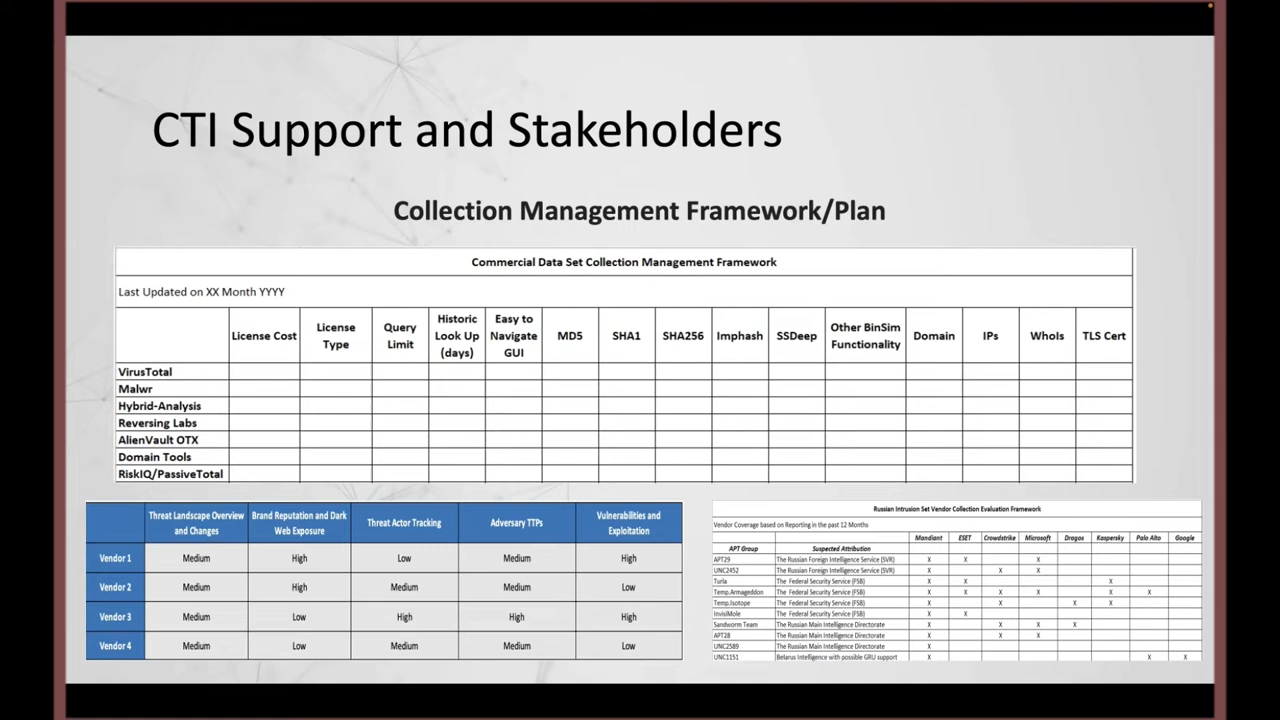 CTI Support and Stakeholders
Collection Management Framework/Plan
Commercial Data Set Collection Management Framework
Last Updated on XX Month YYYY
License Cost License Type Query Limit Historic Look Up (days) Easy to Navigate GUI MD5 SHA1 SHA256 Imphash SSDeep Other BinSim Functionality Domain IPs WhoIs TLS Cert
VirusTotal
Malwr
Hybrid-Analysis
Reversing Labs
AlienVault OTX
Domain Tools
RiskIQ/PassiveTotal
Threat Landscape Overview and Changes Brand Reputation and Dark Web Exposure Threat Actor Tracking Adversary TTPs Vulnerabilities and Exploitation
Vendor 1 Medium High Low Medium High
Vendor 2 Medium High Medium Medium Low
Vendor 3 Medium Low High High High
Vendor 4 Medium Low Medium Medium Low
Russian Intrusion Set Vendor Collection Evaluation Framework
Vendor Coverage based on Reporting in the past 12 Months
APT Group Suspected Attribution Mandiant ESET Crowdstrike Microsoft Dragos Kaspersky Palo Alto Google
APT29 The Russian Foreign Intelligence Service (SVR) X X X
UNC2452 The Russian Foreign Intelligence Service (SVR) X X X
Turla The Federal Security Service (FSB) X X X
Temp.Armageddon The Federal Security Service (FSB) X X X X X X
Temp.Isotope The Federal Security Service (FSB) X X X X
InvisiMole The Federal Security Service (FSB) X X
Sandworm Team The Russian Main Intelligence Directorate X X X X
APT28 The Russian Main Intelligence Directorate X X X
UNC2589 The Russian Main Intelligence Directorate X
UNC1151 Belarus Intelligence with possible GRU support X X X